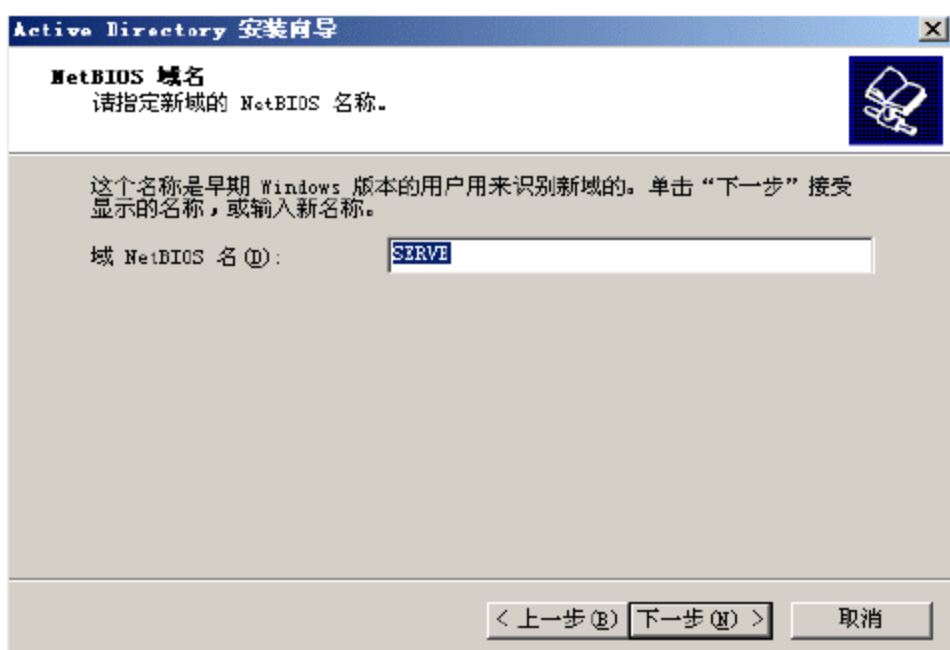 Active Directory 安装向导
NetBIOS 域名
请指定新域的 NetBIOS 名称。
这个名称是早期 Windows 版本的用户用来识别新域的。单击“下一步”接受
显示的名称，或输入新名称。
域 NetBIOS 名(D): SERVE
< 上一步(B) 下一步(N) > 取消